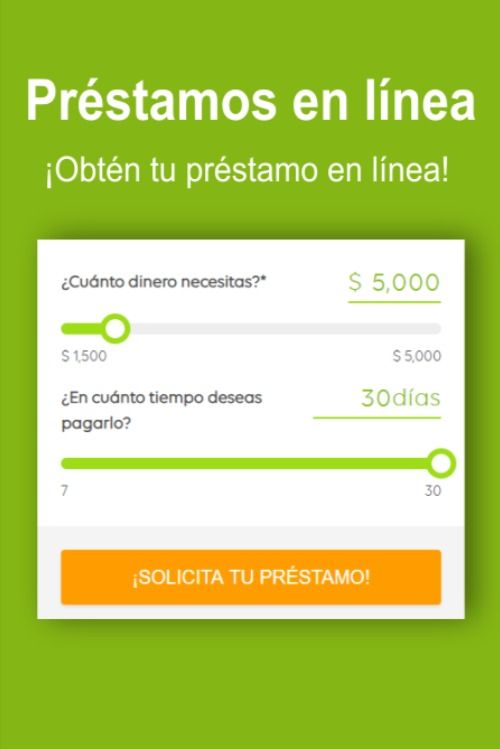 Préstamos en línea
¡Obtén tu préstamo en línea!
¿Cuánto dinero necesitas?* $ 5,000
$ 1,500 $ 5,000
¿En cuánto tiempo deseas 30días
pagarlo?
7 30
¡SOLICITA TU PRÉSTAMO!